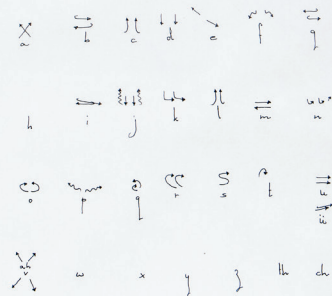 a b c d e f g
h i j k l m n
o p q r s t u
ü
v w x y z th ch